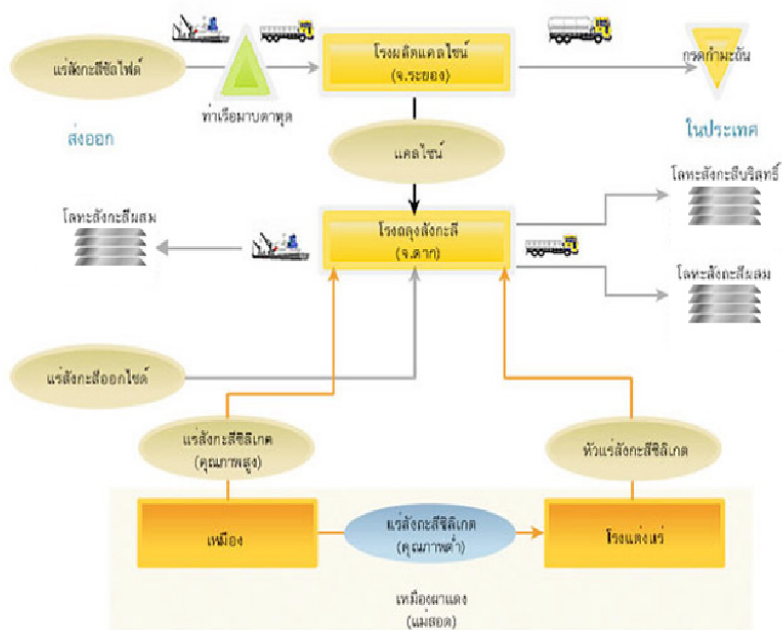 แร่สังกะสีซัลไฟด์
โรงผลิตแคลไซน์
(จ.ระยอง)
กรดกำมะถัน
ท่าเรือมาบตาพุด
ส่งออก
ในประเทศ
แคลไซน์
โลหะสังกะสีบริสุทธิ์
โลหะสังกะสีผสม
โรงถลุงสังกะสี
(จ.ตาก)
โลหะสังกะสีผสม
แร่สังกะสีออกไซด์
แร่สังกะสีซิลิเกต
(คุณภาพสูง)
หัวแร่สังกะสีซิลิเกต
เหมือง
แร่สังกะสีซิลิเกต
(คุณภาพต่ำ)
โรงแต่งแร่
เหมืองผาแดง
(แม่สอด)